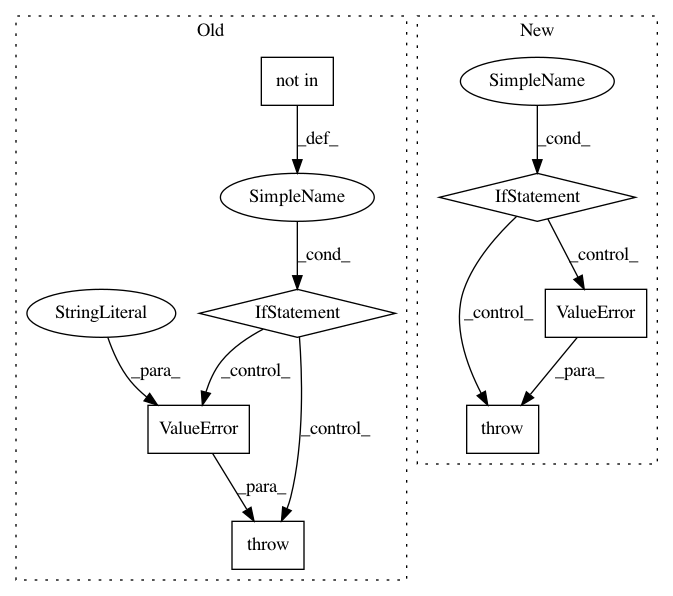 Old
New
not in
SimpleName
_def_
_cond_
SimpleName
IfStatement
_cond_
_control_
StringLiteral
IfStatement
_control_
ValueError
_para_
_control_
_para_
_control_
ValueError
throw
_para_
throw